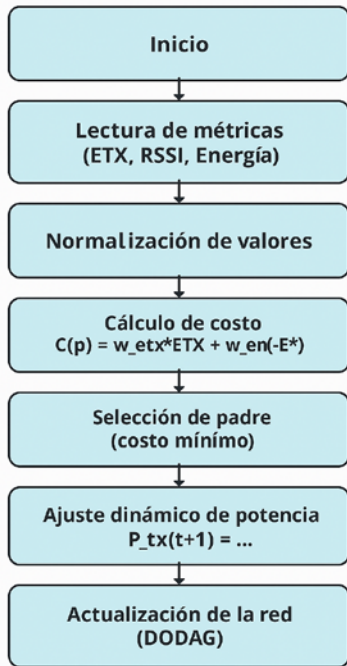 Inicio
Lectura de métricas
(ETX, RSSI, Energía)
Normalización de valores
Cálculo de costo
C(p) = w_etx*ETX + w_en(-E*)
Selección de padre
(costo mínímo)
Ajuste dinámico de potencia
P_tx(t+1) = ...
Actualización de la red
(DODAG)